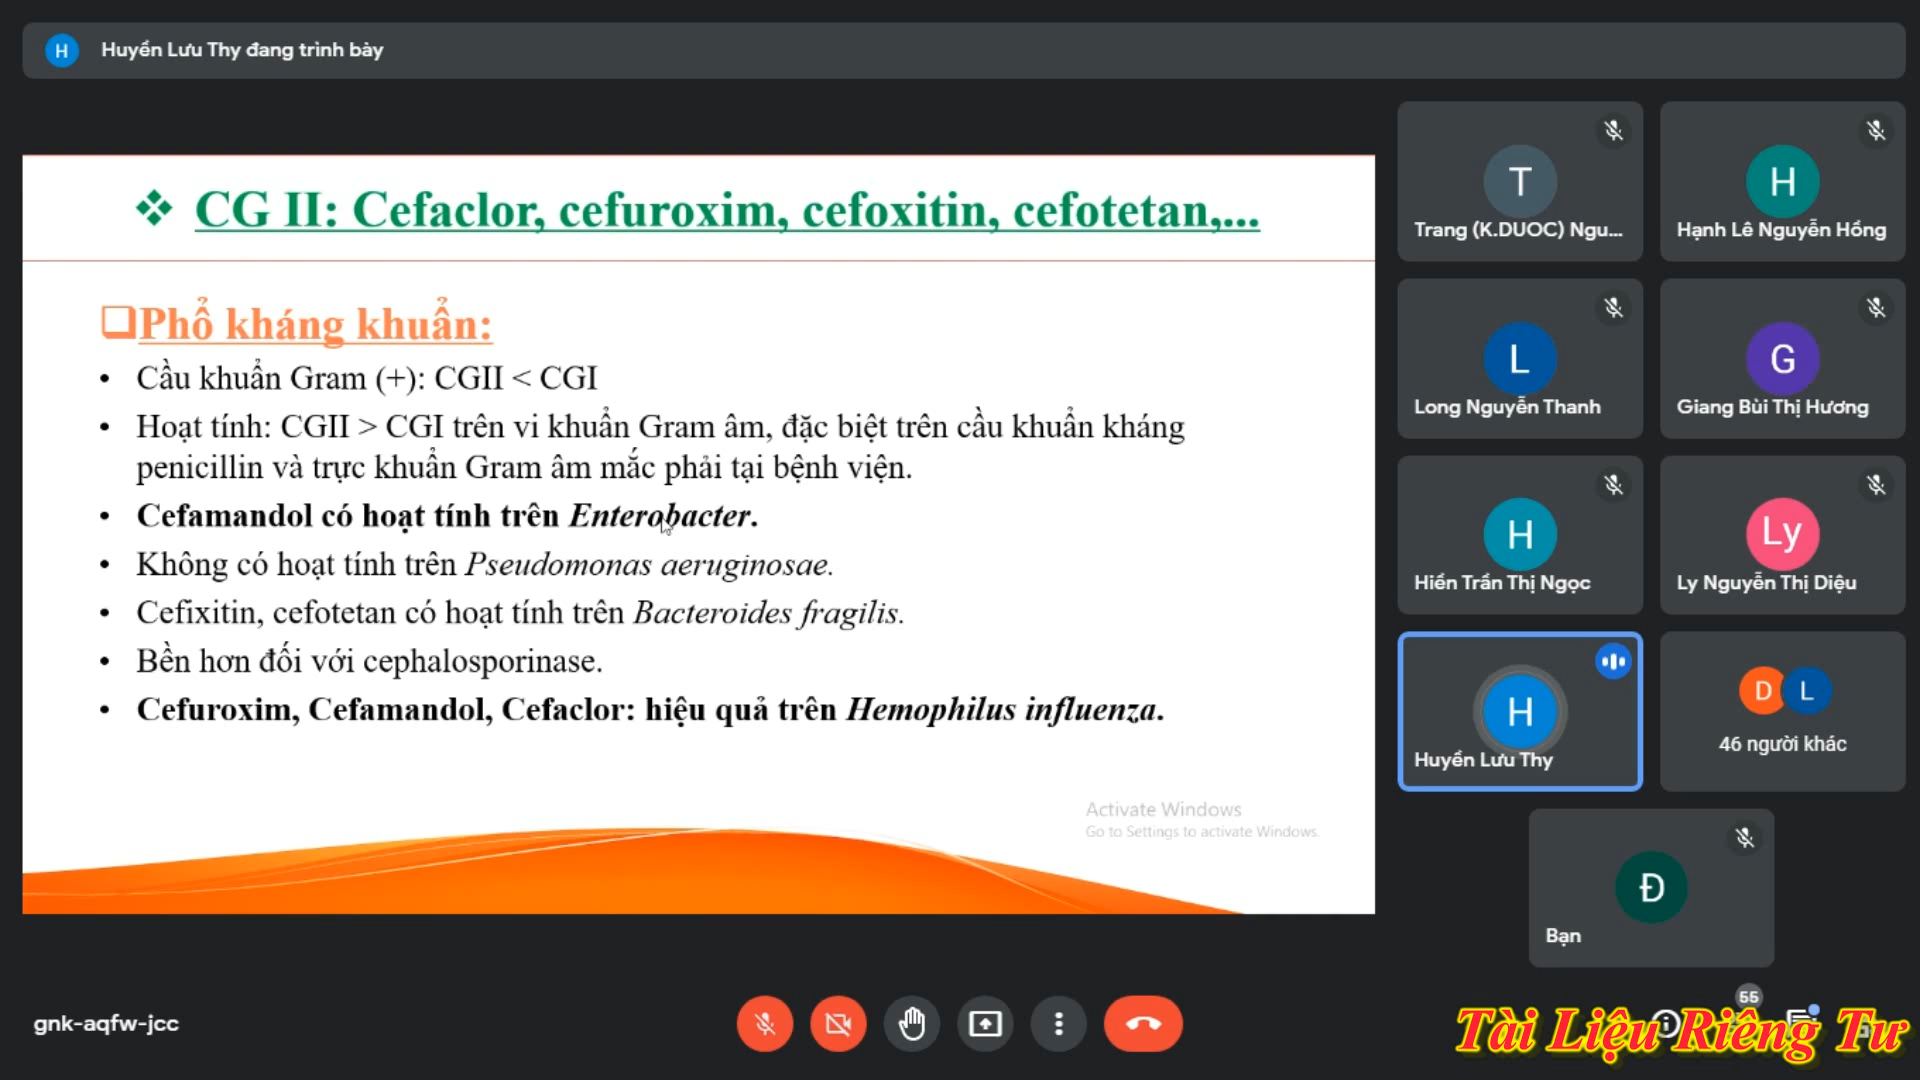 H Huyền Lưu Thy đang trình bày
❖ CG II: Cefaclor, cefuroxim, cefoxitin, cefotetan,...
❑Phổ kháng khuẩn:
• Cầu khuẩn Gram (+): CGII < CGI
• Hoạt tính: CGII > CGI trên vi khuẩn Gram âm, đặc biệt trên cầu khuẩn kháng
penicillin và trực khuẩn Gram âm mắc phải tại bệnh viện.
• Cefamandol có hoạt tính trên Enterobacter.
• Không có hoạt tính trên Pseudomonas aeruginosae.
• Cefixitin, cefotetan có hoạt tính trên Bacteroides fragilis.
• Bền hơn đối với cephalosporinase.
• Cefuroxim, Cefamandol, Cefaclor: hiệu quả trên Hemophilus influenza.
Activate Windows
Go to Settings to activate Windows.
T
Trang (K.DUOC) Ngu...
H
Hạnh Lê Nguyễn Hồng
L
Long Nguyễn Thanh
G
Giang Bùi Thị Hương
H
Hiền Trần Thị Ngọc
Ly
Ly Nguyễn Thị Diệu
H
Huyền Lưu Thy
D L
46 người khác
Đ
Bạn
gnk-aqfw-jcc
55
Tài Liệu Riêng Tư